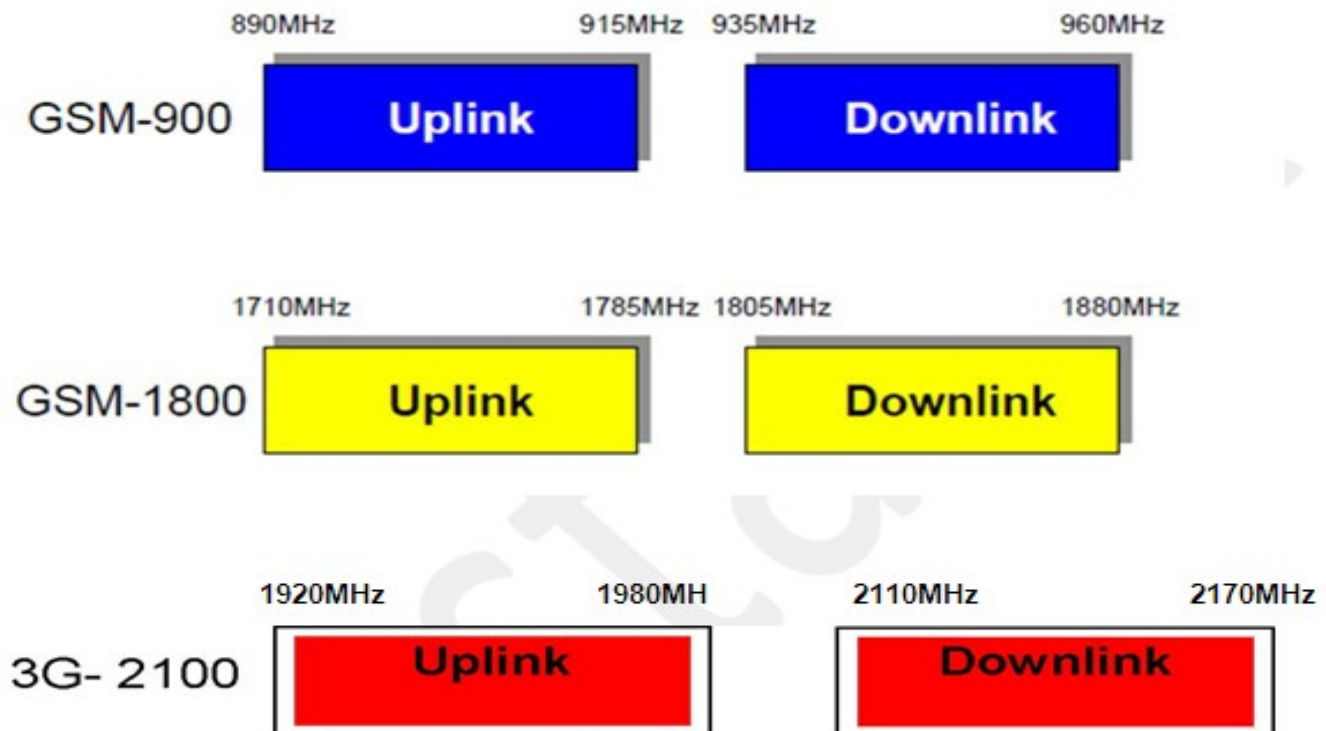 890MHz 915MHz 935MHz 960MHz
GSM-900 Uplink Downlink
1710MHz 1785MHz 1805MHz 1880MHz
GSM-1800 Uplink Downlink
1920MHz 1980MH 2110MHz 2170MHz
3G- 2100 Uplink Downlink